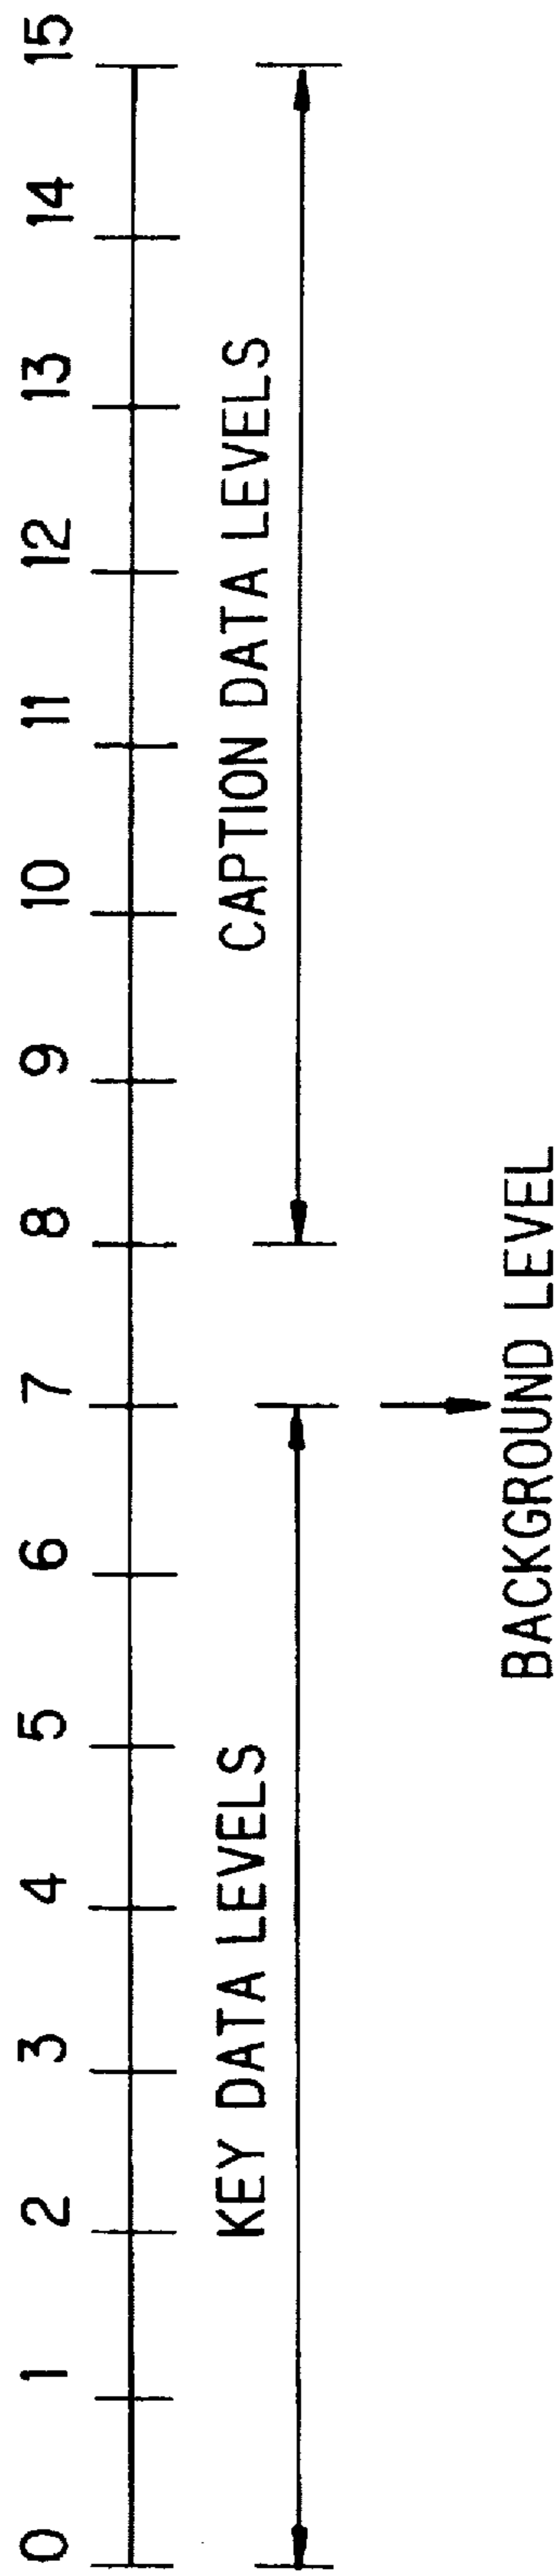 0 1 2 3 4 5 6 7 8 9 10 11 12 13 14 15
KEY DATA LEVELS
CAPTION DATA LEVELS
BACKGROUND LEVEL